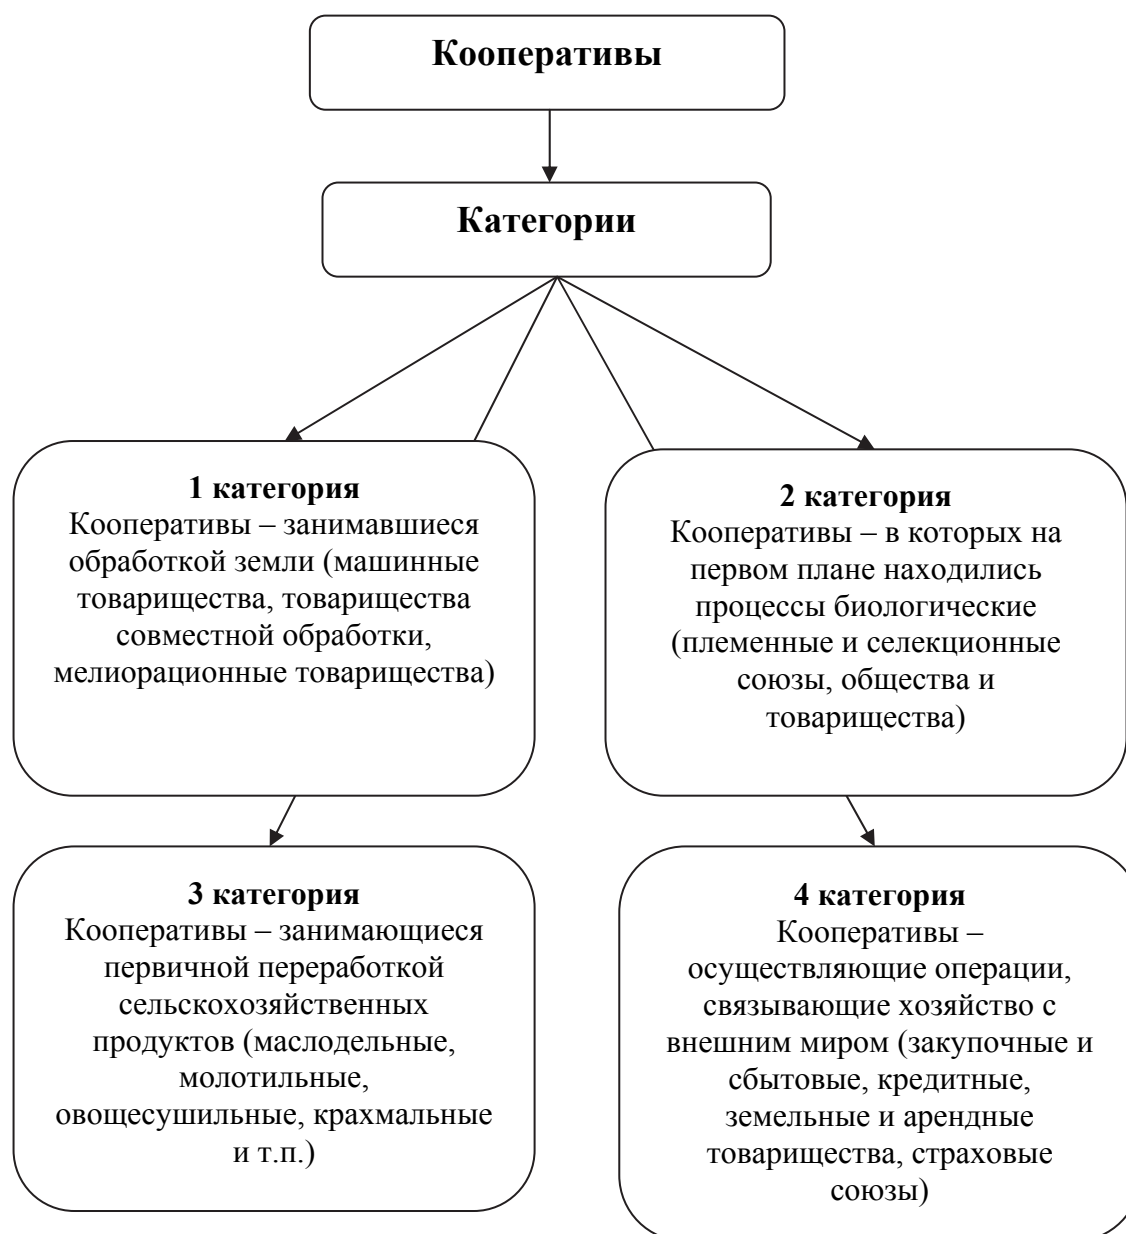 Кооперативы
Категории
1 категория
Кооперативы – занимавшиеся
обработкой земли (машинные
товарищества, товарищества
совместной обработки,
мелиорационные товарищества)
2 категория
Кооперативы – в которых на
первом плане находились
процессы биологические
(племенные и селекционные
союзы, общества и
товарищества)
3 категория
Кооперативы – занимающиеся
первичной переработкой
сельскохозяйственных
продуктов (маслодельные,
молотильные,
овощесушильные, крахмальные
и т.п.)
4 категория
Кооперативы –
осуществляющие операции,
связывающие хозяйство с
внешним миром (закупочные и
сбытовые, кредитные,
земельные и арендные
товарищества, страховые
союзы)